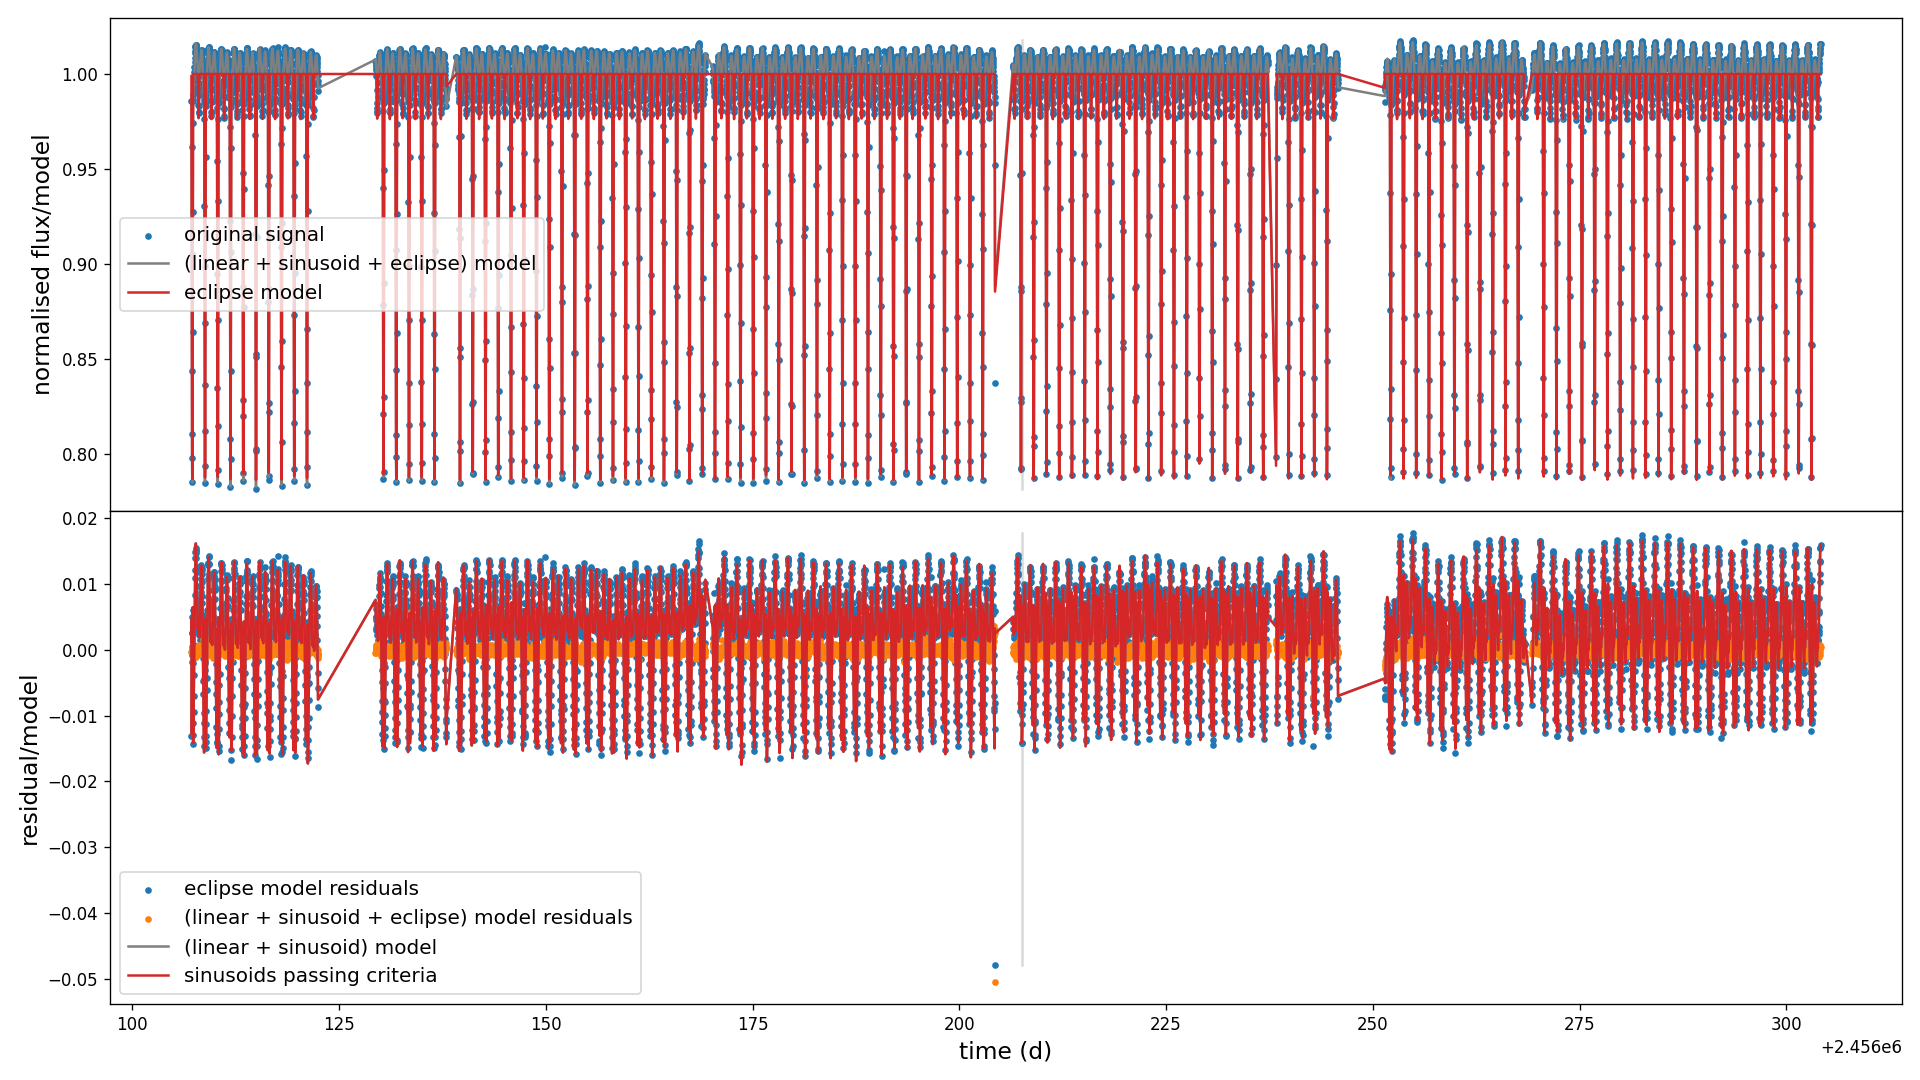 normalised flux/model
1.00
0.95
0.90
0.85
0.80
original signal
(linear + sinusoid + eclipse) model
eclipse model
residual/model
0.02
0.01
0.00
−0.01
−0.02
−0.03
−0.04
−0.05
eclipse model residuals
(linear + sinusoid + eclipse) model residuals
(linear + sinusoid) model
sinusoids passing criteria
100 125 150 175 200 225 250 275 300
time (d)
+2.456e6